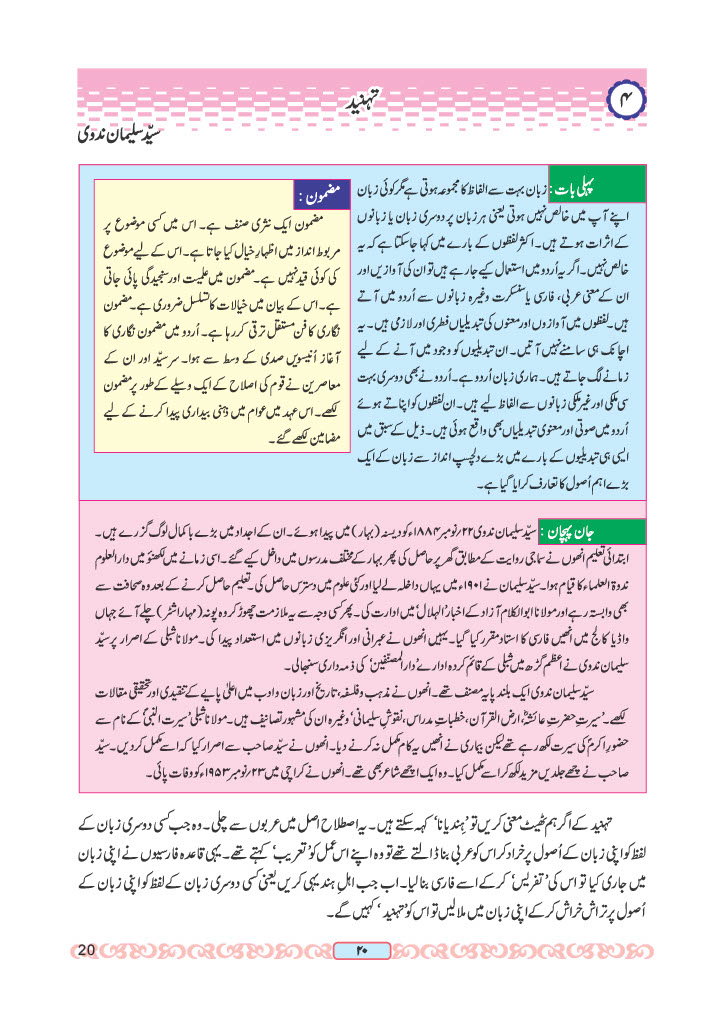 ۴
تہنید
سیّد سلیمان ندوی
پہلی بات : زبان بہت سے الفاظ کا مجموعہ ہوتی ہے مگر کوئی زبان
اپنے آپ میں خالص نہیں ہوتی یعنی ہر زبان پر دوسری زبان یا زبانوں
کے اثرات ہوتے ہیں۔ اکثر لفظوں کے بارے میں کہا جاسکتا ہے کہ یہ
خالص نہیں۔ اگر یہ اُردو میں استعمال کیے جارہے ہیں تو ان کی آوازیں اور
ان کے معنی عربی، فارسی یا سنسکرت وغیرہ زبانوں سے اُردو میں آتے
ہیں۔ لفظوں میں آوازوں اور معنوں کی تبدیلیاں فطری اور لازمی ہیں۔ یہ
اچانک ہی سامنے نہیں آتیں۔ ان تبدیلیوں کو وجود میں آنے کے لیے
زمانے لگ جاتے ہیں۔ ہماری زبان اُردو ہے۔ اُردو نے بھی دوسری بہت
سی ملکی اور غیر ملکی زبانوں سے الفاظ لیے ہیں۔ ان لفظوں کو اپناتے ہوئے
اُردو میں صوتی اور معنوی تبدیلیاں بھی واقع ہوئی ہیں۔ ذیل کے سبق میں
ایسی ہی تبدیلیوں کے بارے میں بڑے دلچسپ انداز سے زبان کے ایک
بڑے اہم اُصول کا تعارف کرایا گیا ہے۔
مضمون :
مضمون ایک نثری صنف ہے۔ اس میں کسی موضوع پر
مربوط انداز میں اظہارِ خیال کیا جاتا ہے۔ اس کے لیے موضوع
کی کوئی قید نہیں ہے۔ مضمون میں علمیت اور سنجیدگی پائی جاتی
ہے۔ اس کے بیان میں خیالات کا تسلسل ضروری ہے۔ مضمون
نگاری کا فن مستقل ترقی کررہا ہے۔ اُردو میں مضمون نگاری کا
آغاز اُنیسویں صدی کے وسط سے ہوا۔ سرسیّد اور ان کے
معاصرین نے قوم کی اصلاح کے ایک وسیلے کے طور پر مضمون
لکھے۔ اس عہد میں عوام میں ذہنی بیداری پیدا کرنے کے لیے
مضامین لکھے گئے۔
جان پہچان : سیّد سلیمان ندوی ۲۲؍نومبر ۱۸۸۴ء کو دیسنہ (بہار) میں پیدا ہوئے۔ ان کے اجداد میں بڑے با کمال لوگ گزرے ہیں۔
ابتدائی تعلیم انھوں نے سماجی روایت کے مطابق گھر پر حاصل کی پھر بہار کے مختلف مدرسوں میں داخل کیے گئے۔ اسی زمانے میں لکھنؤ میں دارالعلوم
ندوۃ العلماء کا قیام ہوا۔ سیّد سلیمان نے ۱۹۰۱ء میں یہاں داخلہ لے لیا اور کئی علوم میں دسترس حاصل کی۔ تعلیم حاصل کرنے کے بعد وہ صحافت سے
بھی وابستہ رہے اور مولانا ابوالکلام آزاد کے اخبار ’الہلال‘ میں ادارت کی۔ پھر کسی وجہ سے یہ ملازمت چھوڑ کر وہ پونہ (مہاراشٹر) چلے آئے جہاں
واڈیا کالج میں انھیں فارسی کا استاد مقرر کیا گیا۔ یہیں انھوں نے عبرانی اور انگریزی زبانوں میں استعداد پیدا کی۔ مولانا شبلی کے اصرار پر سیّد
سلیمان ندوی نے اعظم گڑھ میں شبلی کے قائم کردہ ادارے ’دارالمصنّفین‘ کی ذمہ داری سنبھالی۔
سیّد سلیمان ندوی ایک بلند پایہ مصنف تھے۔ انھوں نے مذہب و فلسفہ، تاریخ اور زبان و ادب میں اعلیٰ پایے کے تنقیدی اور تحقیقی مقالات
لکھے۔ ’سیرتِ حضرتِ عائشہؓ، ارض القرآن، خطباتِ مدراس، نقوشِ سلیمانی‘ وغیرہ ان کی مشہور تصانیف ہیں۔ مولانا شبلی ’سیرت النبیؐ‘ کے نام سے
حضورِ اکرمؐ کی سیرت لکھ رہے تھے لیکن بیماری نے انھیں یہ کام مکمل نہ کرنے دیا۔ انھوں نے سیّد صاحب سے اصرار کیا کہ اسے مکمل کردیں۔ سیّد
صاحب نے چھے جلدیں مزید لکھ کر اسے مکمل کیا۔ وہ ایک اچھے شاعر بھی تھے۔ انھوں نے کراچی میں ۲۳؍نومبر ۱۹۵۳ء کو وفات پائی۔
تہنید کے اگر ہم ٹھیٹ معنی کریں تو ’ہندیانا‘ کہہ سکتے ہیں۔ یہ اصطلاح اصل میں عربوں سے چلی۔ وہ جب کسی دوسری زبان کے
لفظ کو اپنی زبان کے اُصول پر خراد کر اس کو عربی بنا ڈالتے تھے تو وہ اپنے اس عمل کو ’تعریب‘ کہتے تھے۔ یہی قاعدہ فارسیوں نے اپنی زبان
میں جاری کیا تو اس کی ’تفریس‘ کر کے اسے فارسی بنالیا۔ اب جب اہلِ ہند یہی کریں یعنی کسی دوسری زبان کے لفظ کو اپنی زبان کے
اُصول پر تراش خراش کر کے اپنی زبان میں ملالیں تو اس کو ’تہنید‘ کہیں گے۔
20
۲۰